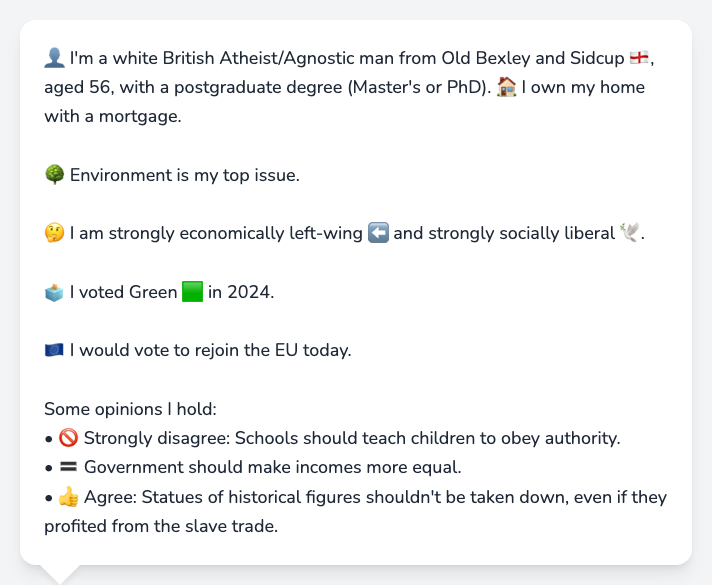 👤 I'm a white British Atheist/Agnostic man from Old Bexley and Sidcup 🏴󠁧󠁢󠁥󠁮󠁧󠁿,
aged 56, with a postgraduate degree (Master's or PhD). 🏠 I own my home
with a mortgage.
🌳 Environment is my top issue.
🤔 I am strongly economically left-wing ⬅️ and strongly socially liberal 🕊️.
🗳️ I voted Green 🟩 in 2024.
🇪🇺 I would vote to rejoin the EU today.
Some opinions I hold:
• 🚫 Strongly disagree: Schools should teach children to obey authority.
• 🟰 Government should make incomes more equal.
• 👍 Agree: Statues of historical figures shouldn't be taken down, even if they
profited from the slave trade.